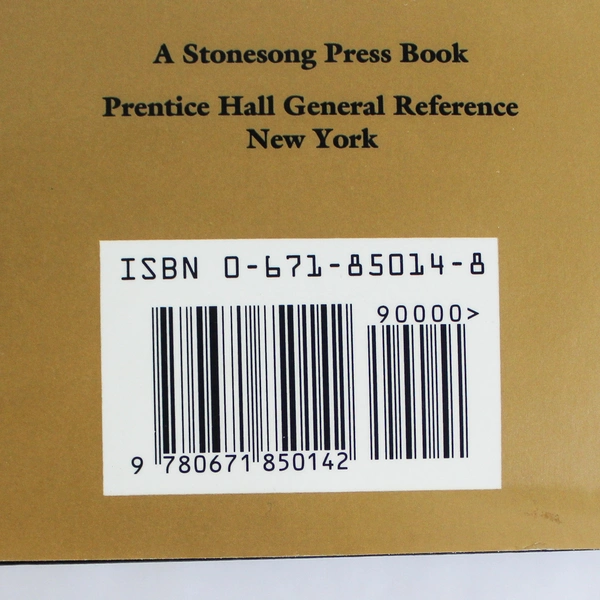 A Stonesong Press Book
Prentice Hall General Reference
New York
ISBN 0-671-85014-8
90000>
9 780671 850142